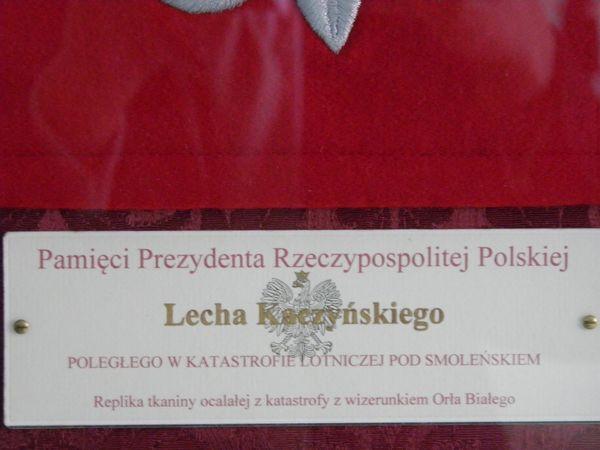 Pamięci Prezydenta Rzeczypospolitej Polskiej
Lecha Kaczyńskiego
POLEGŁEGO W KATASTROFIE LOTNICZEJ POD SMOLEŃSKIEM
Replika tkaniny ocalałej z katastrofy z wizerunkiem Orła Białego